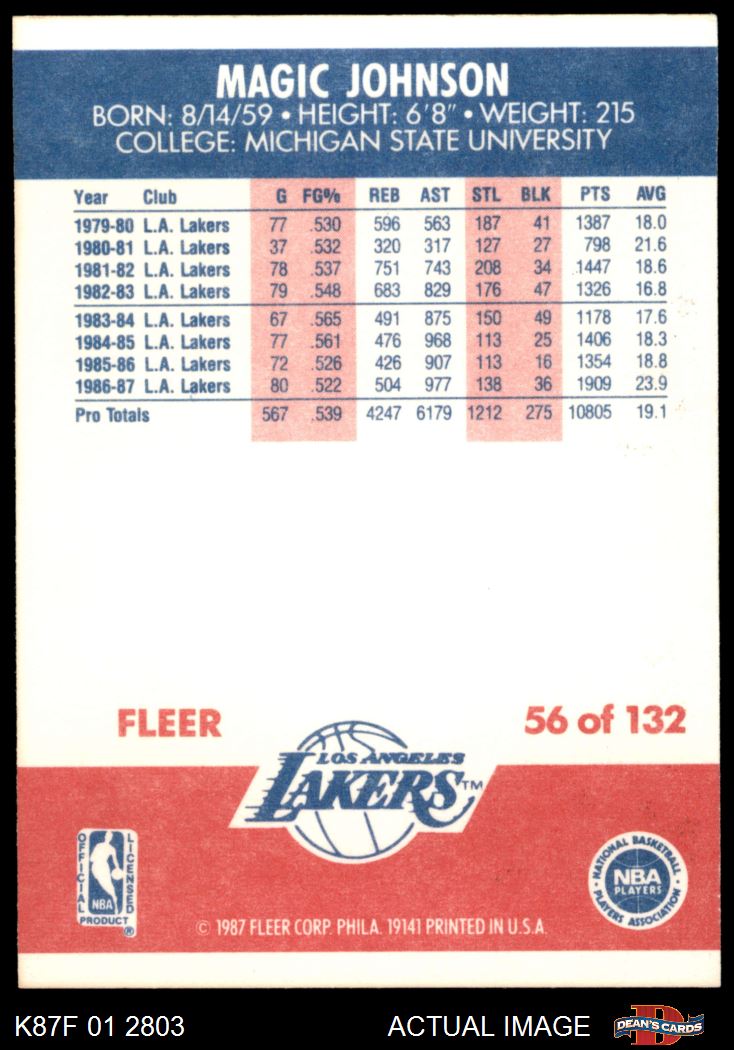 MAGIC JOHNSON
BORN: 8/14/59 • HEIGHT: 6'8" • WEIGHT: 215
COLLEGE: MICHIGAN STATE UNIVERSITY
Year Club G FG% REB AST STL BLK PTS AVG
1979-80 L.A. Lakers 77 .530 596 563 187 41 1387 18.0
1980-81 L.A. Lakers 37 .532 320 317 127 27 798 21.6
1981-82 L.A. Lakers 78 .537 751 743 208 34 1447 18.6
1982-83 L.A. Lakers 79 .548 683 829 176 47 1326 16.8
1983-84 L.A. Lakers 67 .565 491 875 150 49 1178 17.6
1984-85 L.A. Lakers 77 .561 476 968 113 25 1406 18.3
1985-86 L.A. Lakers 72 .526 426 907 113 16 1354 18.8
1986-87 L.A. Lakers 80 .522 504 977 138 36 1909 23.9
Pro Totals 567 .539 4247 6179 1212 275 10805 19.1
FLEER
56 of 132
LOS ANGELES
LAKERS™
OFFICIAL LICENSED
NBA
PRODUCT ®
NATIONAL BASKETBALL
NBA
PLAYERS
PLAYERS ASSOCIATION
© 1987 FLEER CORP. PHILA. 19141 PRINTED IN U.S.A.
K87F 01 2803
ACTUAL IMAGE
D
DEAN'S CARDS